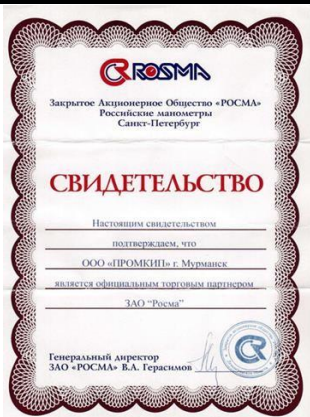 ROSMA
Закрытое Акционерное Общество «РОСМА»
Российские манометры
Санкт-Петербург
СВИДЕТЕЛЬСТВО
Настоящим свидетельством
подтверждаем, что
ООО «ПРОМКИП» г. Мурманск
является официальным торговым партнером
ЗАО "Росма"
Генеральный директор
ЗАО «РОСМА» В.А. Герасимов